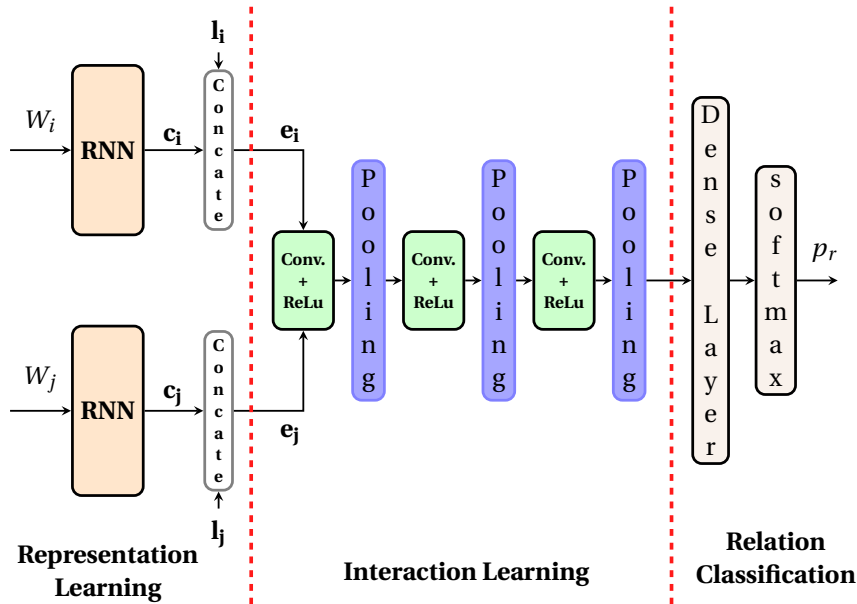 l_i
W_i
RNN
c_i
Concate
e_i
Conv.
+
ReLu
Pooling
Conv.
+
ReLu
Pooling
Conv.
+
ReLu
Pooling
Dense Layer
softmax
p_r
W_j
RNN
c_j
Concate
e_j
l_j
Representation
Learning
Interaction Learning
Relation
Classification